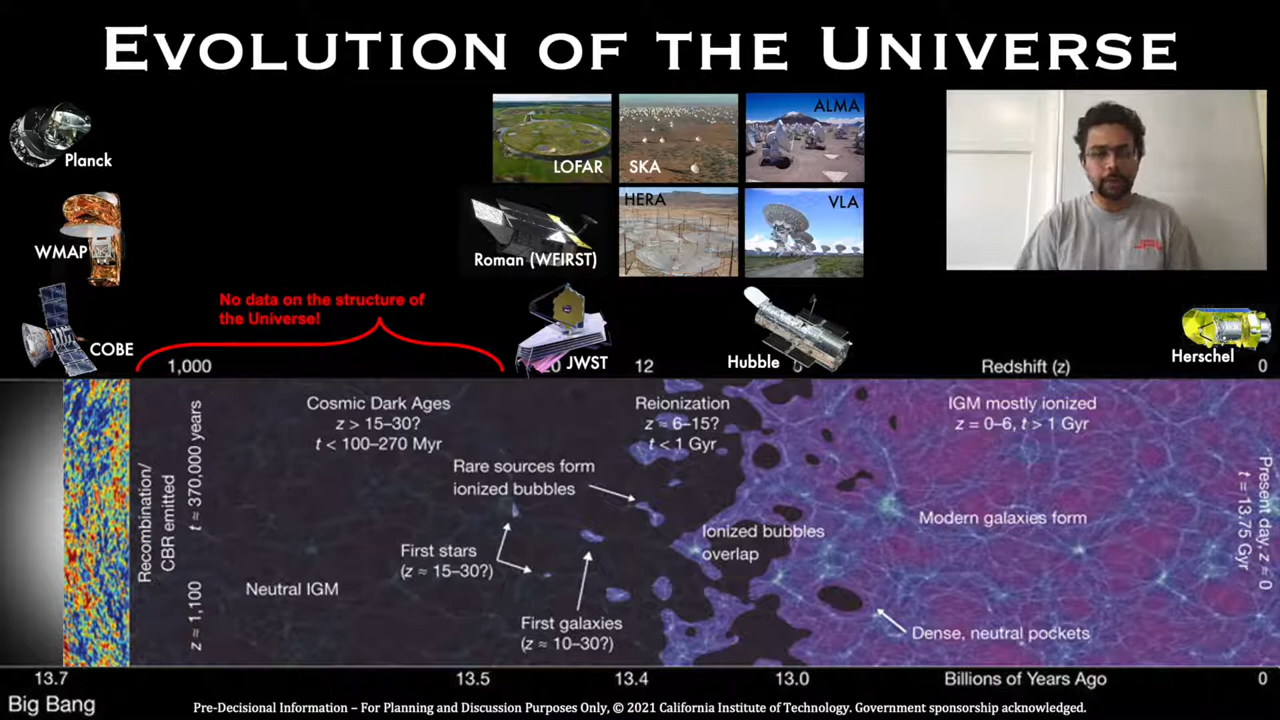 EVOLUTION OF THE UNIVERSE
Planck
WMAP
COBE
LOFAR
SKA
ALMA
Roman (WFIRST)
HERA
VLA
No data on the structure of
the Universe!
JWST
Hubble
Herschel
JPL
1,000
20
12
6
Redshift (z)
0
Recombination/
CBR emitted
t ≈ 370,000 years
z ≈ 1,100
Cosmic Dark Ages
z > 15–30?
t < 100–270 Myr
Reionization
z ≈ 6–15?
t < 1 Gyr
IGM mostly ionized
z = 0–6, t > 1 Gyr
Rare sources form
ionized bubbles
First stars
(z ≈ 15–30?)
Neutral IGM
First galaxies
(z ≈ 10–30?)
Ionized bubbles
overlap
Modern galaxies form
Dense, neutral pockets
Present day, z ≈ 0
t = 13.75 Gyr
13.7
13.5
13.4
13.0
Billions of Years Ago
0
Big Bang
Pre-Decisional Information – For Planning and Discussion Purposes Only, © 2021 California Institute of Technology. Government sponsorship acknowledged.